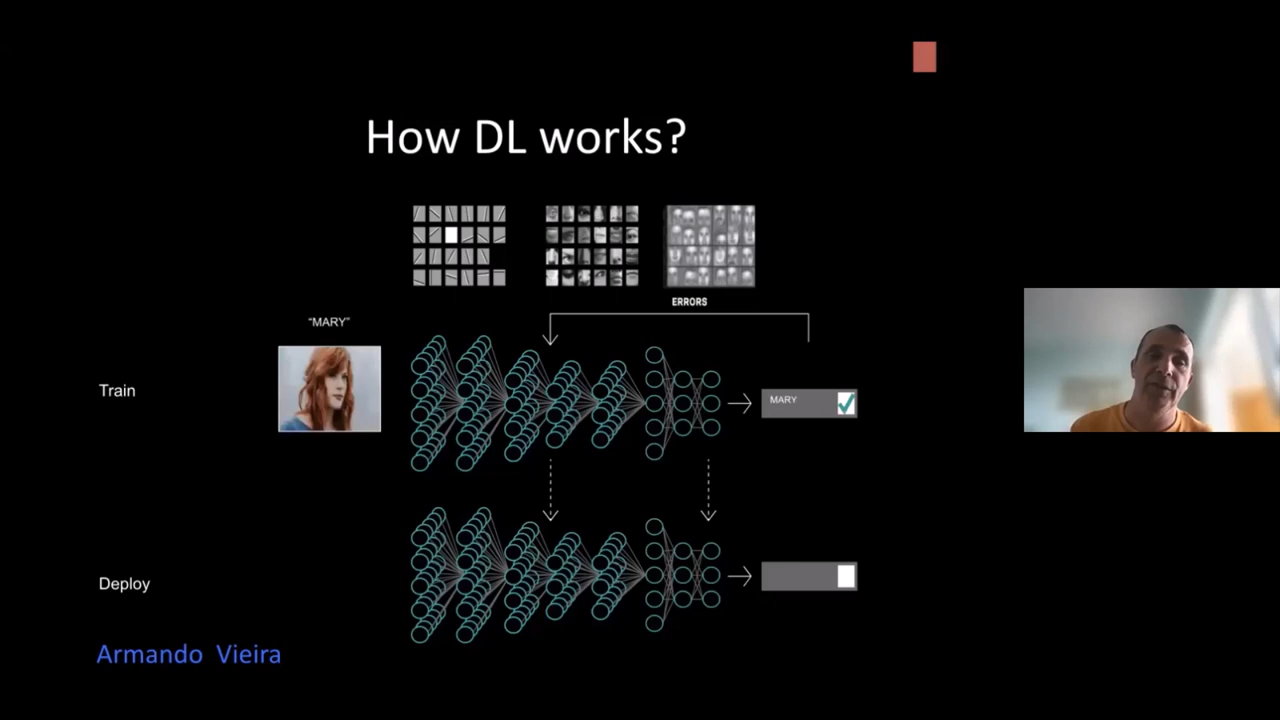 How DL works?
ERRORS
“MARY”
Train
MARY
Deploy
Armando Vieira